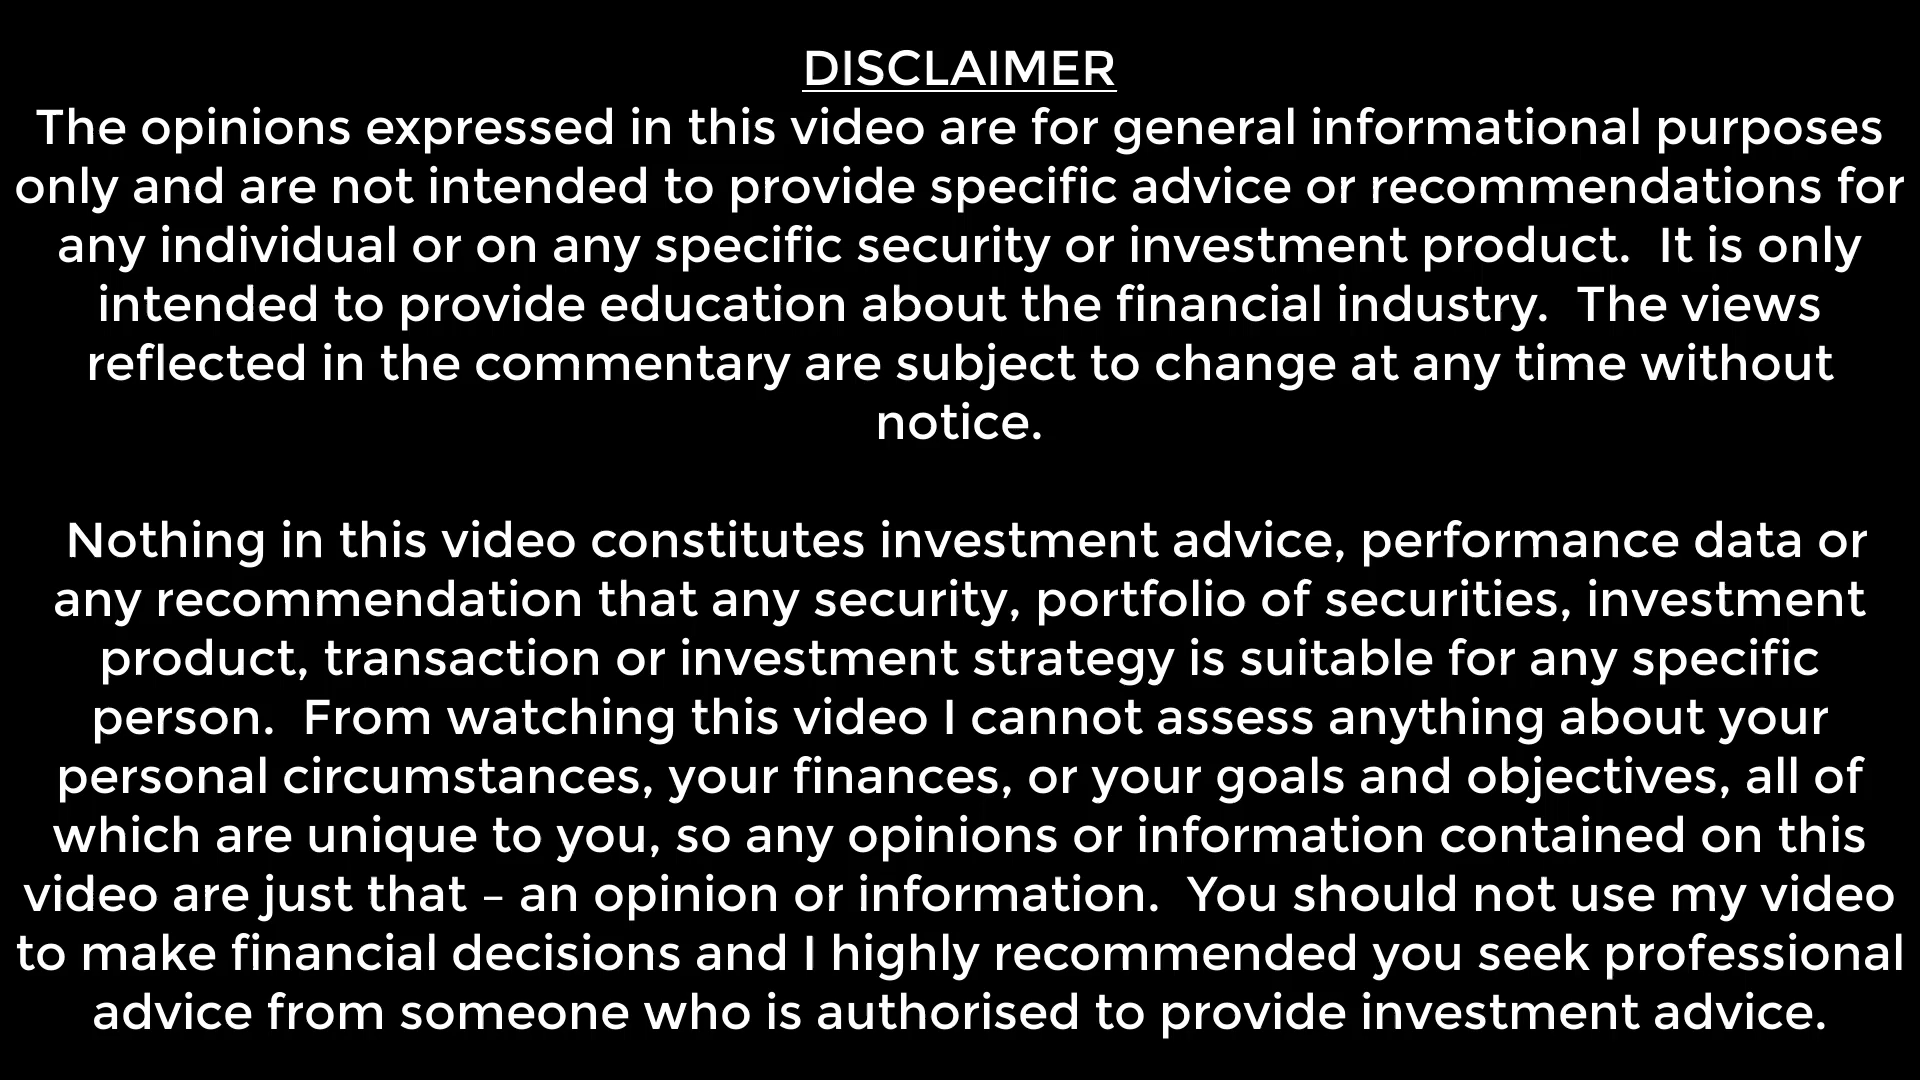 DISCLAIMER
The opinions expressed in this video are for general informational purposes
only and are not intended to provide specific advice or recommendations for
any individual or on any specific security or investment product.  It is only
intended to provide education about the financial industry.  The views
reflected in the commentary are subject to change at any time without
notice.
Nothing in this video constitutes investment advice, performance data or
any recommendation that any security, portfolio of securities, investment
product, transaction or investment strategy is suitable for any specific
person.  From watching this video I cannot assess anything about your
personal circumstances, your finances, or your goals and objectives, all of
which are unique to you, so any opinions or information contained on this
video are just that – an opinion or information.  You should not use my video
to make financial decisions and I highly recommended you seek professional
advice from someone who is authorised to provide investment advice.